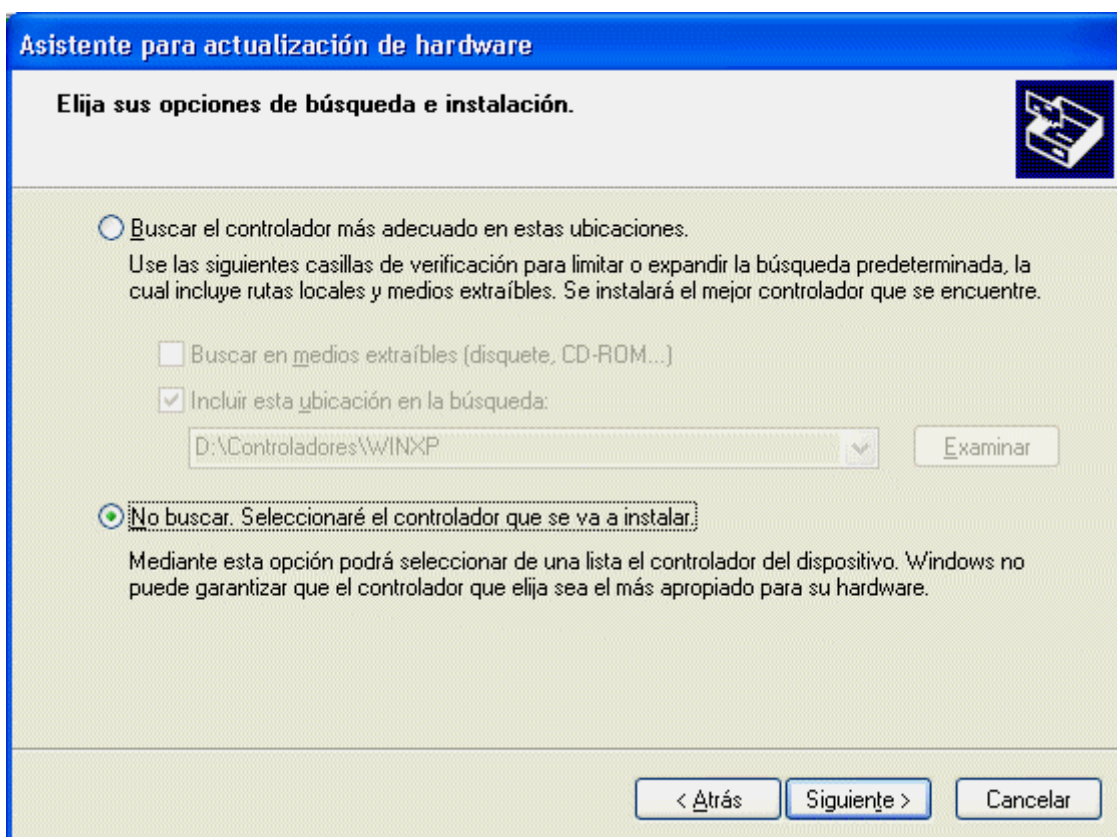 Asistente para actualización de hardware
Elija sus opciones de búsqueda e instalación.
Buscar el controlador más adecuado en estas ubicaciones.
Use las siguientes casillas de verificación para limitar o expandir la búsqueda predeterminada, la
cual incluye rutas locales y medios extraíbles. Se instalará el mejor controlador que se encuentre.
Buscar en medios extraíbles (disquete, CD-ROM...)
Incluir esta ubicación en la búsqueda:
D:\Controladores\WINXP
Examinar
No buscar. Seleccionaré el controlador que se va a instalar.
Mediante esta opción podrá seleccionar de una lista el controlador del dispositivo. Windows no
puede garantizar que el controlador que elija sea el más apropiado para su hardware.
< Atrás Siguiente > Cancelar